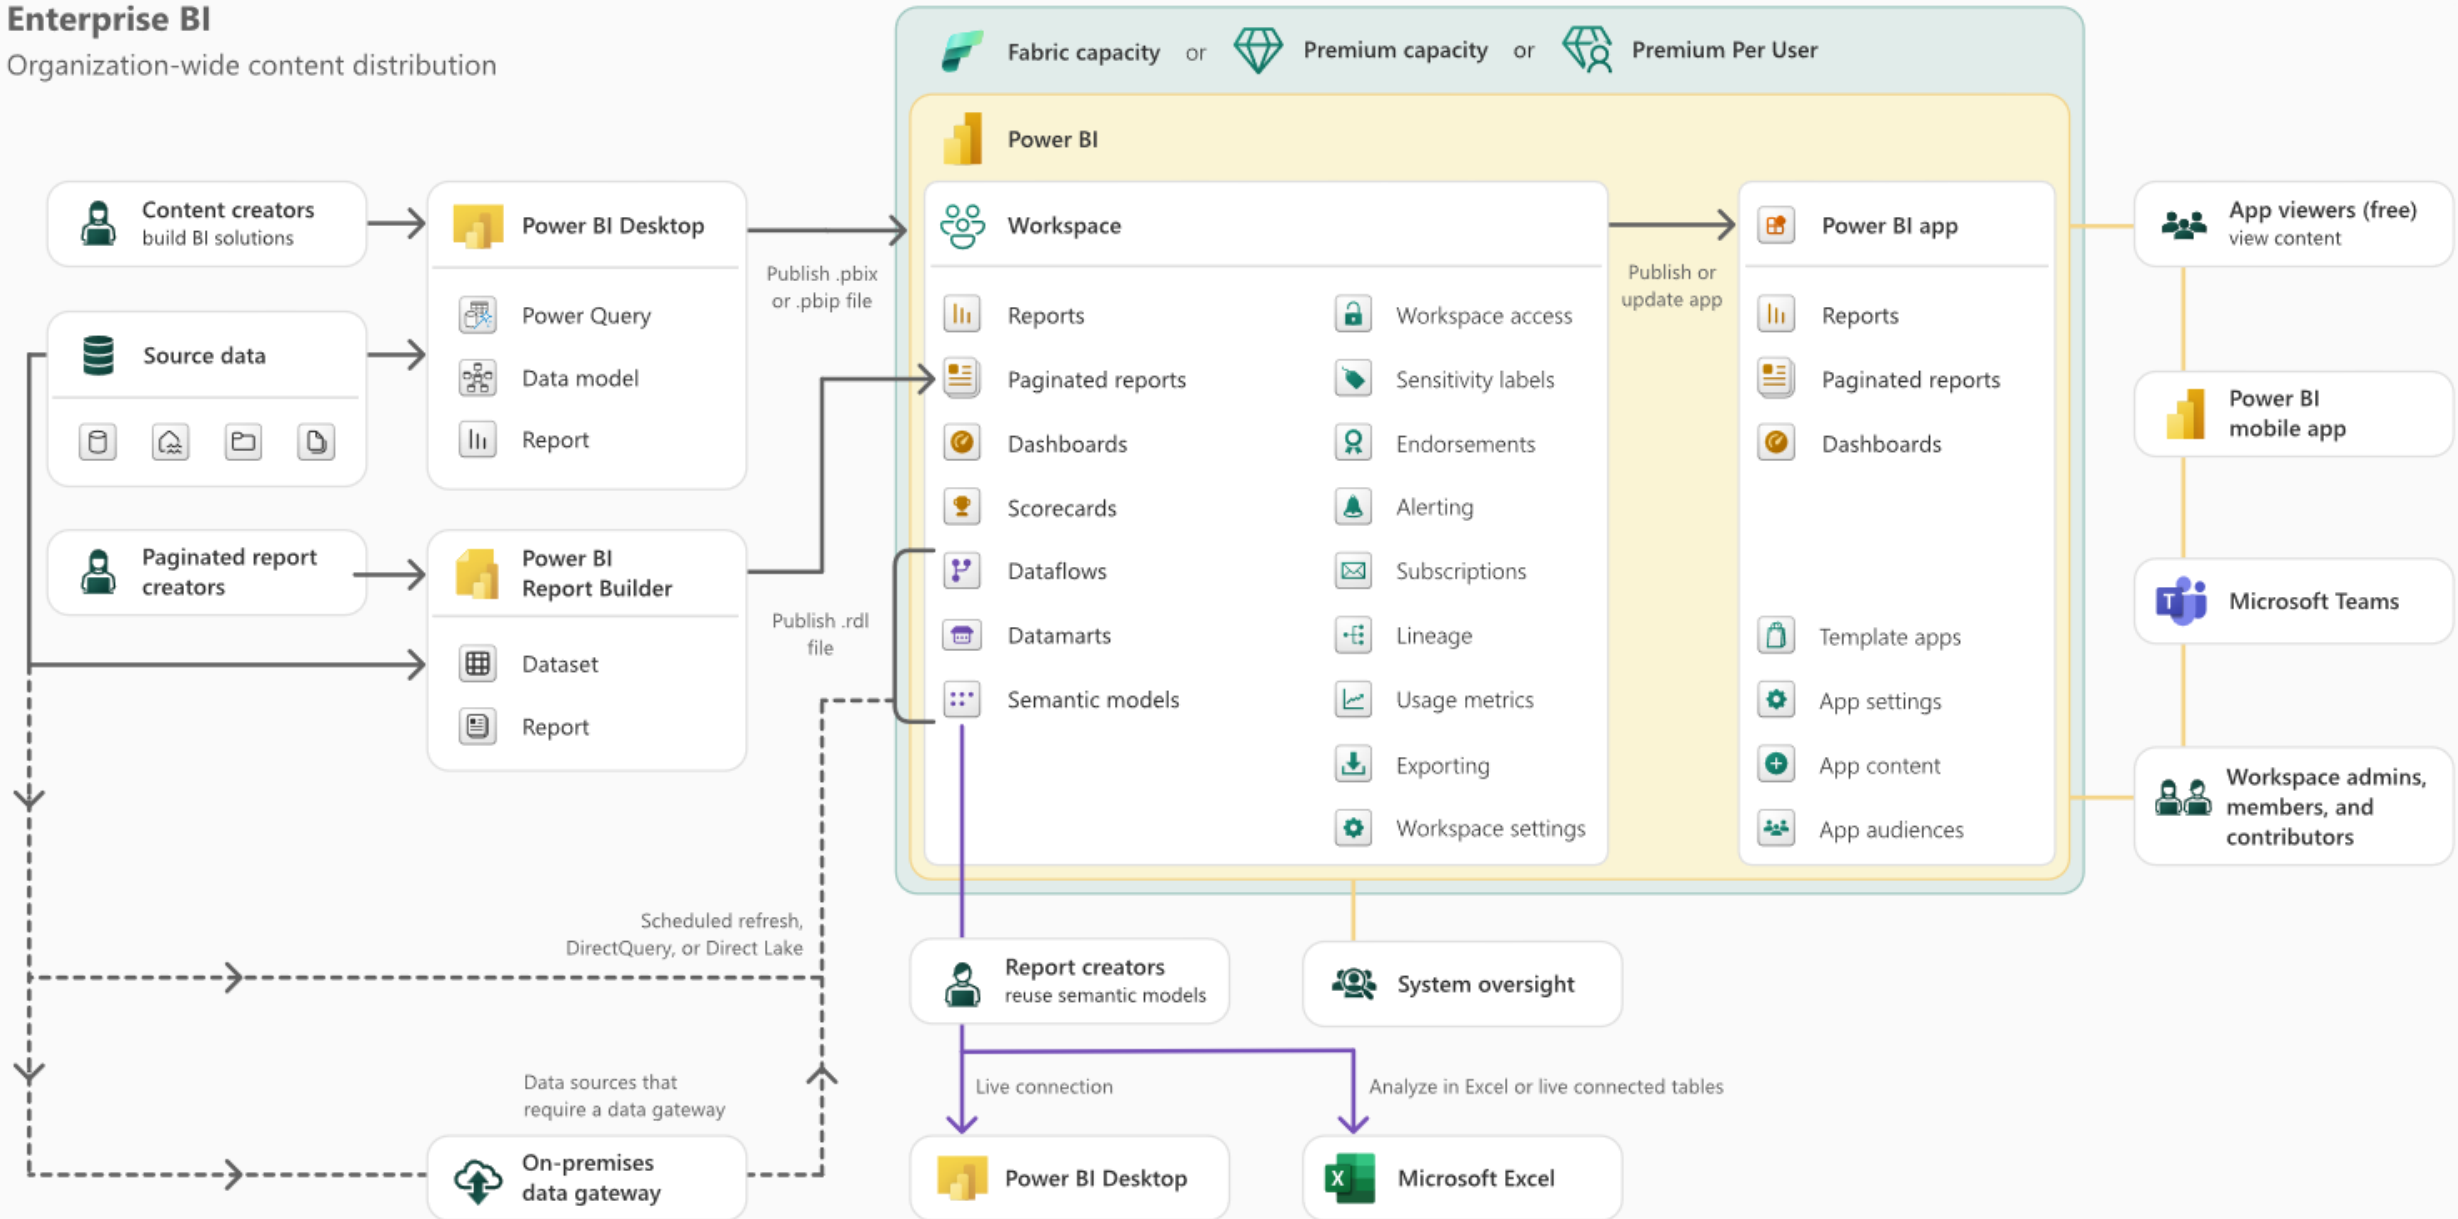 Enterprise BI
Organization-wide content distribution
Fabric capacity or Premium capacity or Premium Per User
Power BI
Content creators
build BI solutions
Source data
Paginated report
creators
Power BI Desktop
Power Query
Data model
Report
Power BI
Report Builder
Dataset
Report
Publish .pbix
or .pbip file
Publish .rdl
file
Workspace
Reports
Paginated reports
Dashboards
Scorecards
Dataflows
Datamarts
Semantic models
Workspace access
Sensitivity labels
Endorsements
Alerting
Subscriptions
Lineage
Usage metrics
Exporting
Workspace settings
Publish or
update app
Power BI app
Reports
Paginated reports
Dashboards
Template apps
App settings
App content
App audiences
App viewers (free)
view content
Power BI
mobile app
T
Microsoft Teams
Workspace admins,
members, and
contributors
Scheduled refresh,
DirectQuery, or Direct Lake
Data sources that
require a data gateway
On-premises
data gateway
Report creators
reuse semantic models
System oversight
Live connection
Analyze in Excel or live connected tables
Power BI Desktop
X
Microsoft Excel